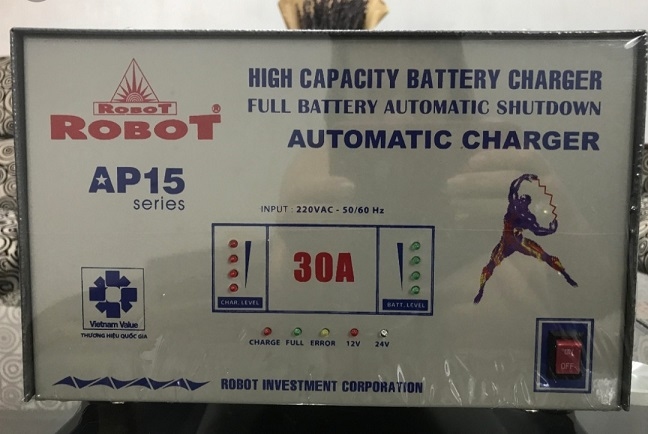 HIGH CAPACITY BATTERY CHARGER
FULL BATTERY AUTOMATIC SHUTDOWN
AUTOMATIC CHARGER
ROBOT
ROBOT®
AP15
series
INPUT : 220VAC - 50/60 Hz
30A
CHAR. LEVEL
BATT. LEVEL
CHARGE FULL ERROR 12V 24V
Vietnam Value
THƯƠNG HIỆU QUỐC GIA
OFF
ROBOT INVESTMENT CORPORATION